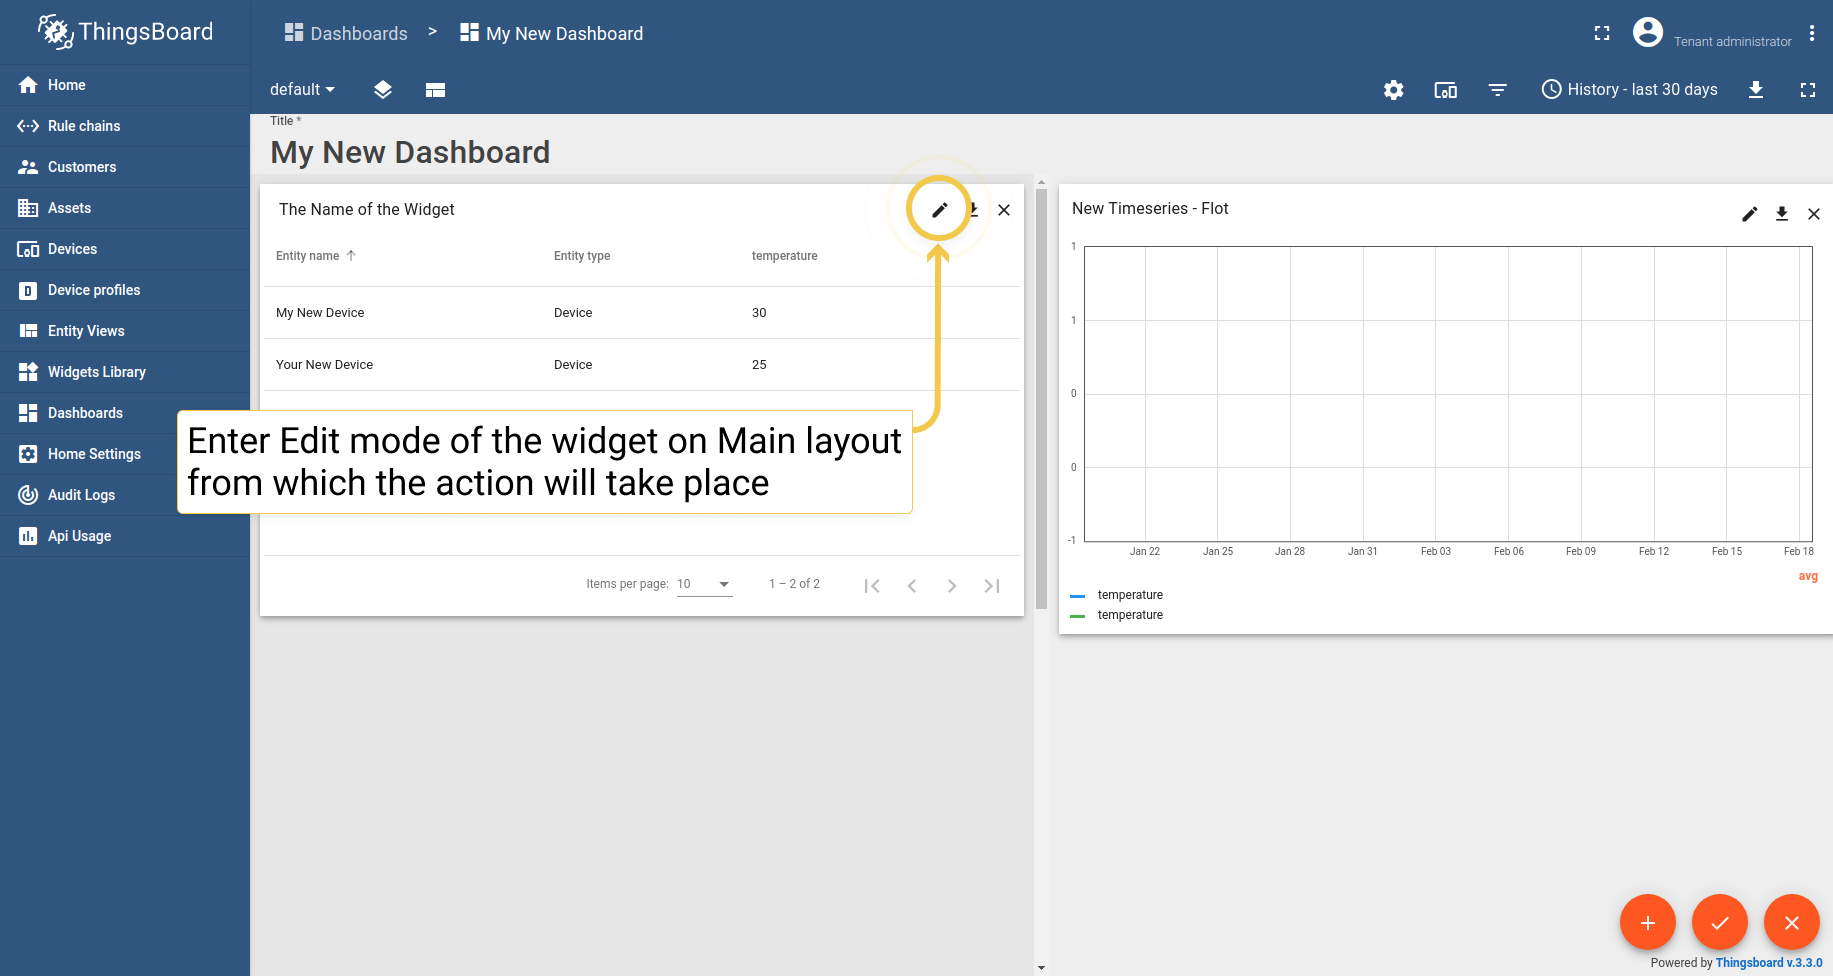 ThingsBoard
Dashboards > My New Dashboard
Tenant administrator
Home
Rule chains
Customers
Assets
Devices
Device profiles
Entity Views
Widgets Library
Dashboards
Home Settings
Audit Logs
Api Usage
default
History - last 30 days
Title *
My New Dashboard
The Name of the Widget
Entity name Entity type temperature
My New Device Device 30
Your New Device Device 25
Enter Edit mode of the widget on Main layout
from which the action will take place
Items per page: 10 1 – 2 of 2
New Timeseries - Flot
1
1
0
0
-1
Jan 22 Jan 25 Jan 28 Jan 31 Feb 03 Feb 06 Feb 09 Feb 12 Feb 15 Feb 18
avg
temperature
temperature
Powered by Thingsboard v.3.3.0